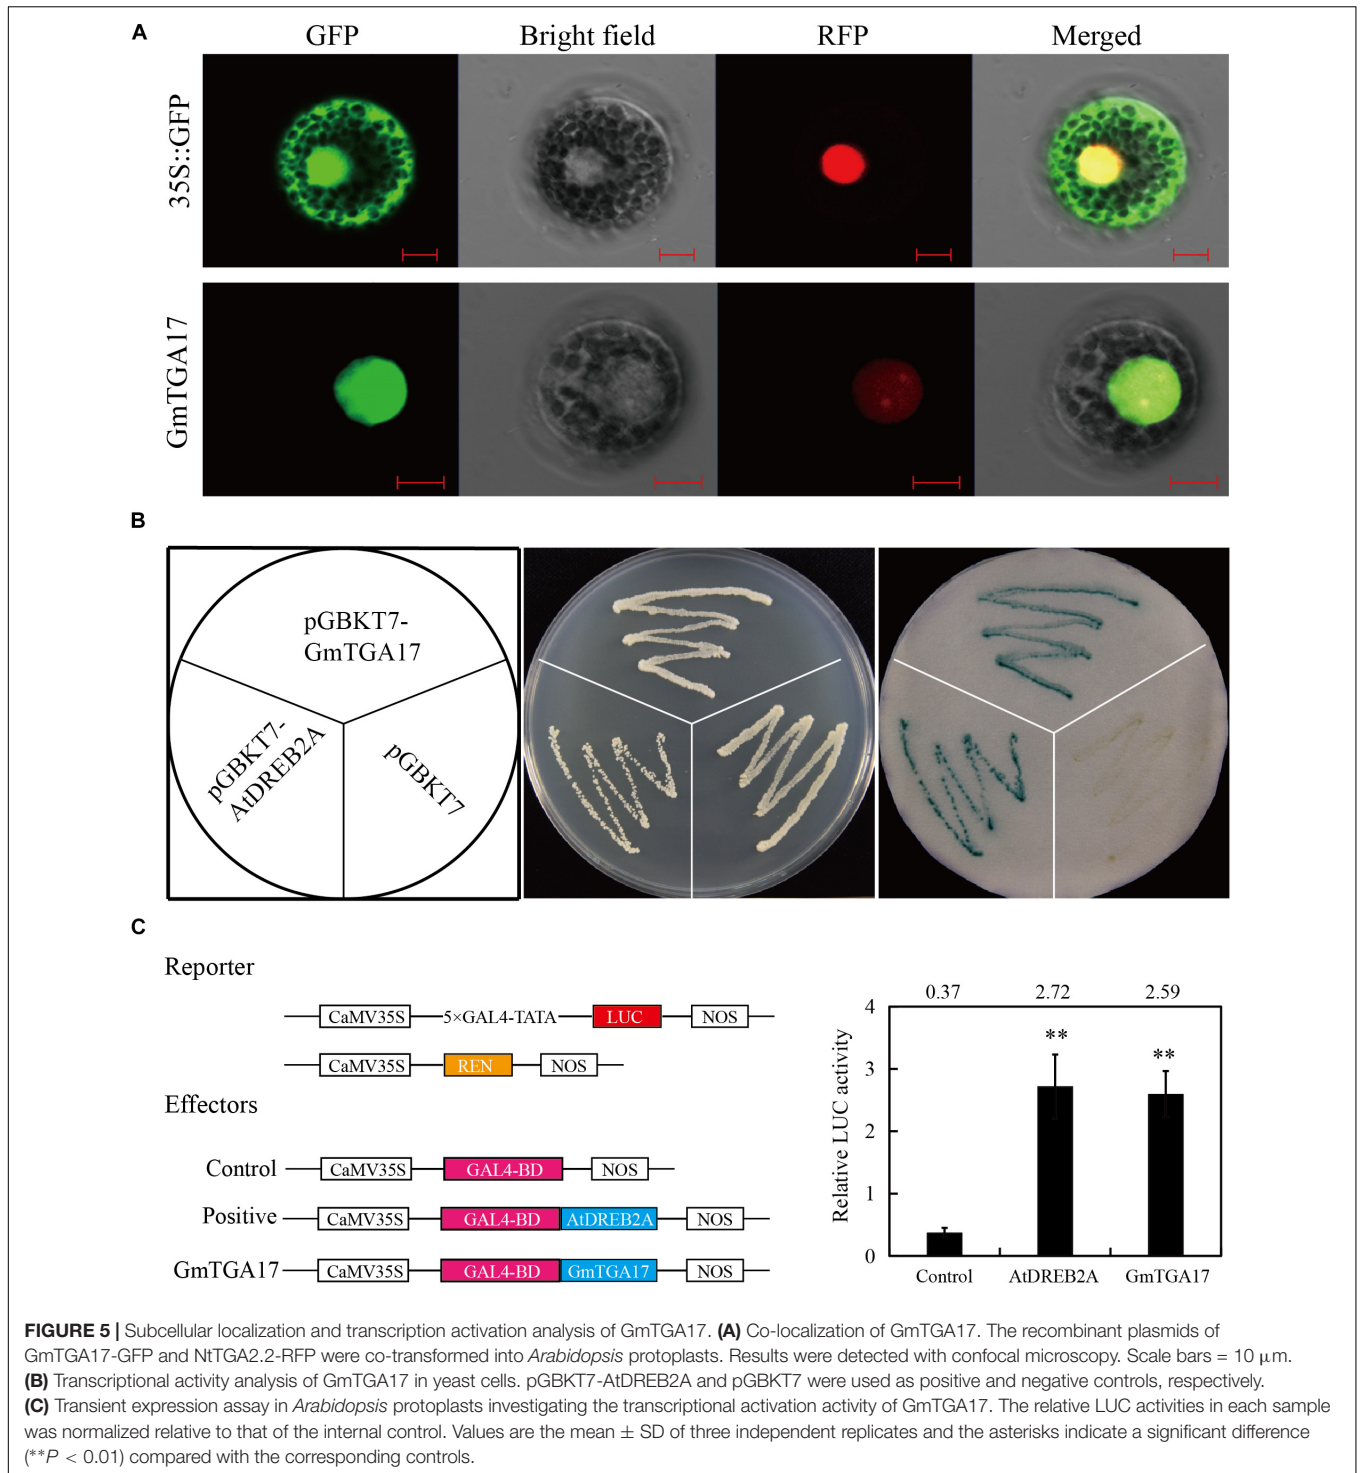 A
GFP Bright field RFP Merged
35S::GFP
GmTGA17
B
pGBKT7-
GmTGA17
pGBKT7-
AtDREB2A
pGBKT7
C
Reporter
CaMV35S 5×GAL4-TATA LUC NOS
CaMV35S REN NOS
Effectors
Control CaMV35S GAL4-BD NOS
Positive CaMV35S GAL4-BD AtDREB2A NOS
GmTGA17 CaMV35S GAL4-BD GmTGA17 NOS
0.37 2.72 2.59
Relative LUC activity
4
3
2
1
0
** **
Control AtDREB2A GmTGA17
FIGURE 5 | Subcellular localization and transcription activation analysis of GmTGA17. (A) Co-localization of GmTGA17. The recombinant plasmids of
GmTGA17-GFP and NtTGA2.2-RFP were co-transformed into Arabidopsis protoplasts. Results were detected with confocal microscopy. Scale bars = 10 μm.
(B) Transcriptional activity analysis of GmTGA17 in yeast cells. pGBKT7-AtDREB2A and pGBKT7 were used as positive and negative controls, respectively.
(C) Transient expression assay in Arabidopsis protoplasts investigating the transcriptional activation activity of GmTGA17. The relative LUC activities in each sample
was normalized relative to that of the internal control. Values are the mean ± SD of three independent replicates and the asterisks indicate a significant difference
(**P < 0.01) compared with the corresponding controls.